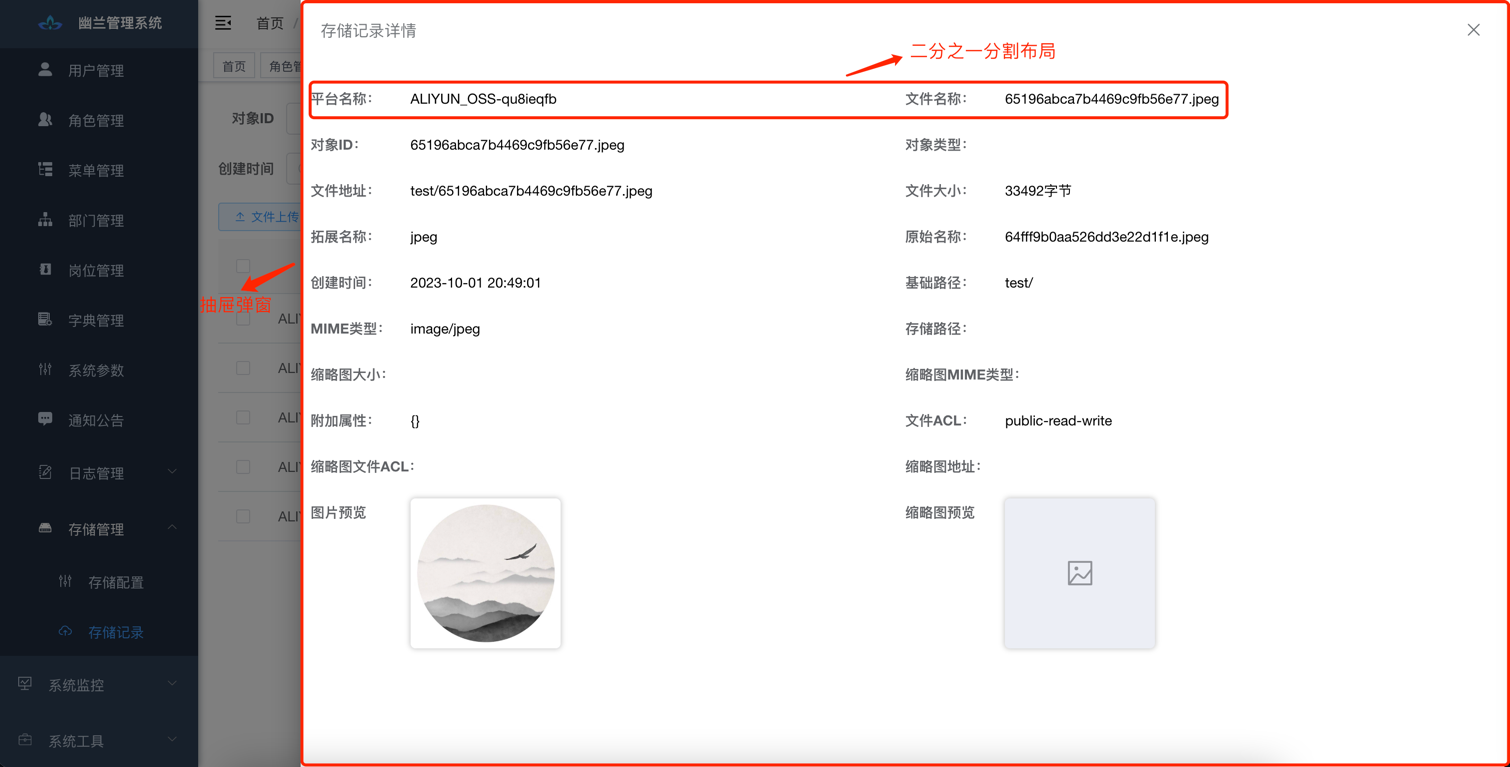 幽兰管理系统
首页 /
存储记录详情
二分之一分割布局
用户管理
首页
角色管
平台名称：
ALIYUN_OSS-qu8ieqfb
文件名称：
65196abca7b4469c9fb56e77.jpeg
角色管理
对象ID
对象ID：
65196abca7b4469c9fb56e77.jpeg
对象类型：
菜单管理
创建时间
文件地址：
test/65196abca7b4469c9fb56e77.jpeg
文件大小：
33492字节
部门管理
文件上传
拓展名称：
jpeg
原始名称：
64fff9b0aa526dd3e22d1f1e.jpeg
岗位管理
创建时间：
2023-10-01 20:49:01
基础路径：
test/
抽屉弹窗
字典管理
ALI
MIME类型：
image/jpeg
存储路径：
系统参数
ALI
缩略图大小：
缩略图MIME类型：
通知公告
ALI
附加属性：
{}
文件ACL：
public-read-write
日志管理
ALI
缩略图文件ACL：
缩略图地址：
存储管理
ALI
图片预览
缩略图预览
存储配置
存储记录
系统监控
系统工具